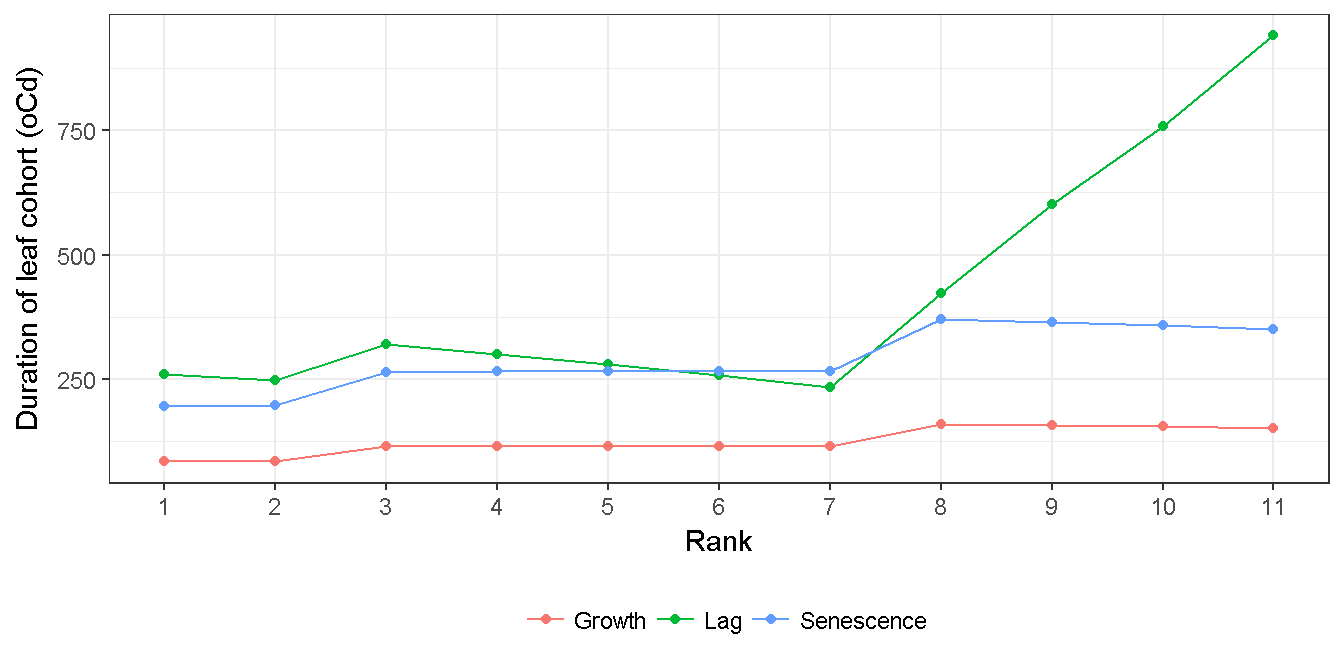 Duration of leaf cohort (oCd)
750
500
250
1 2 3 4 5 6 7 8 9 10 11
Rank
Growth Lag Senescence